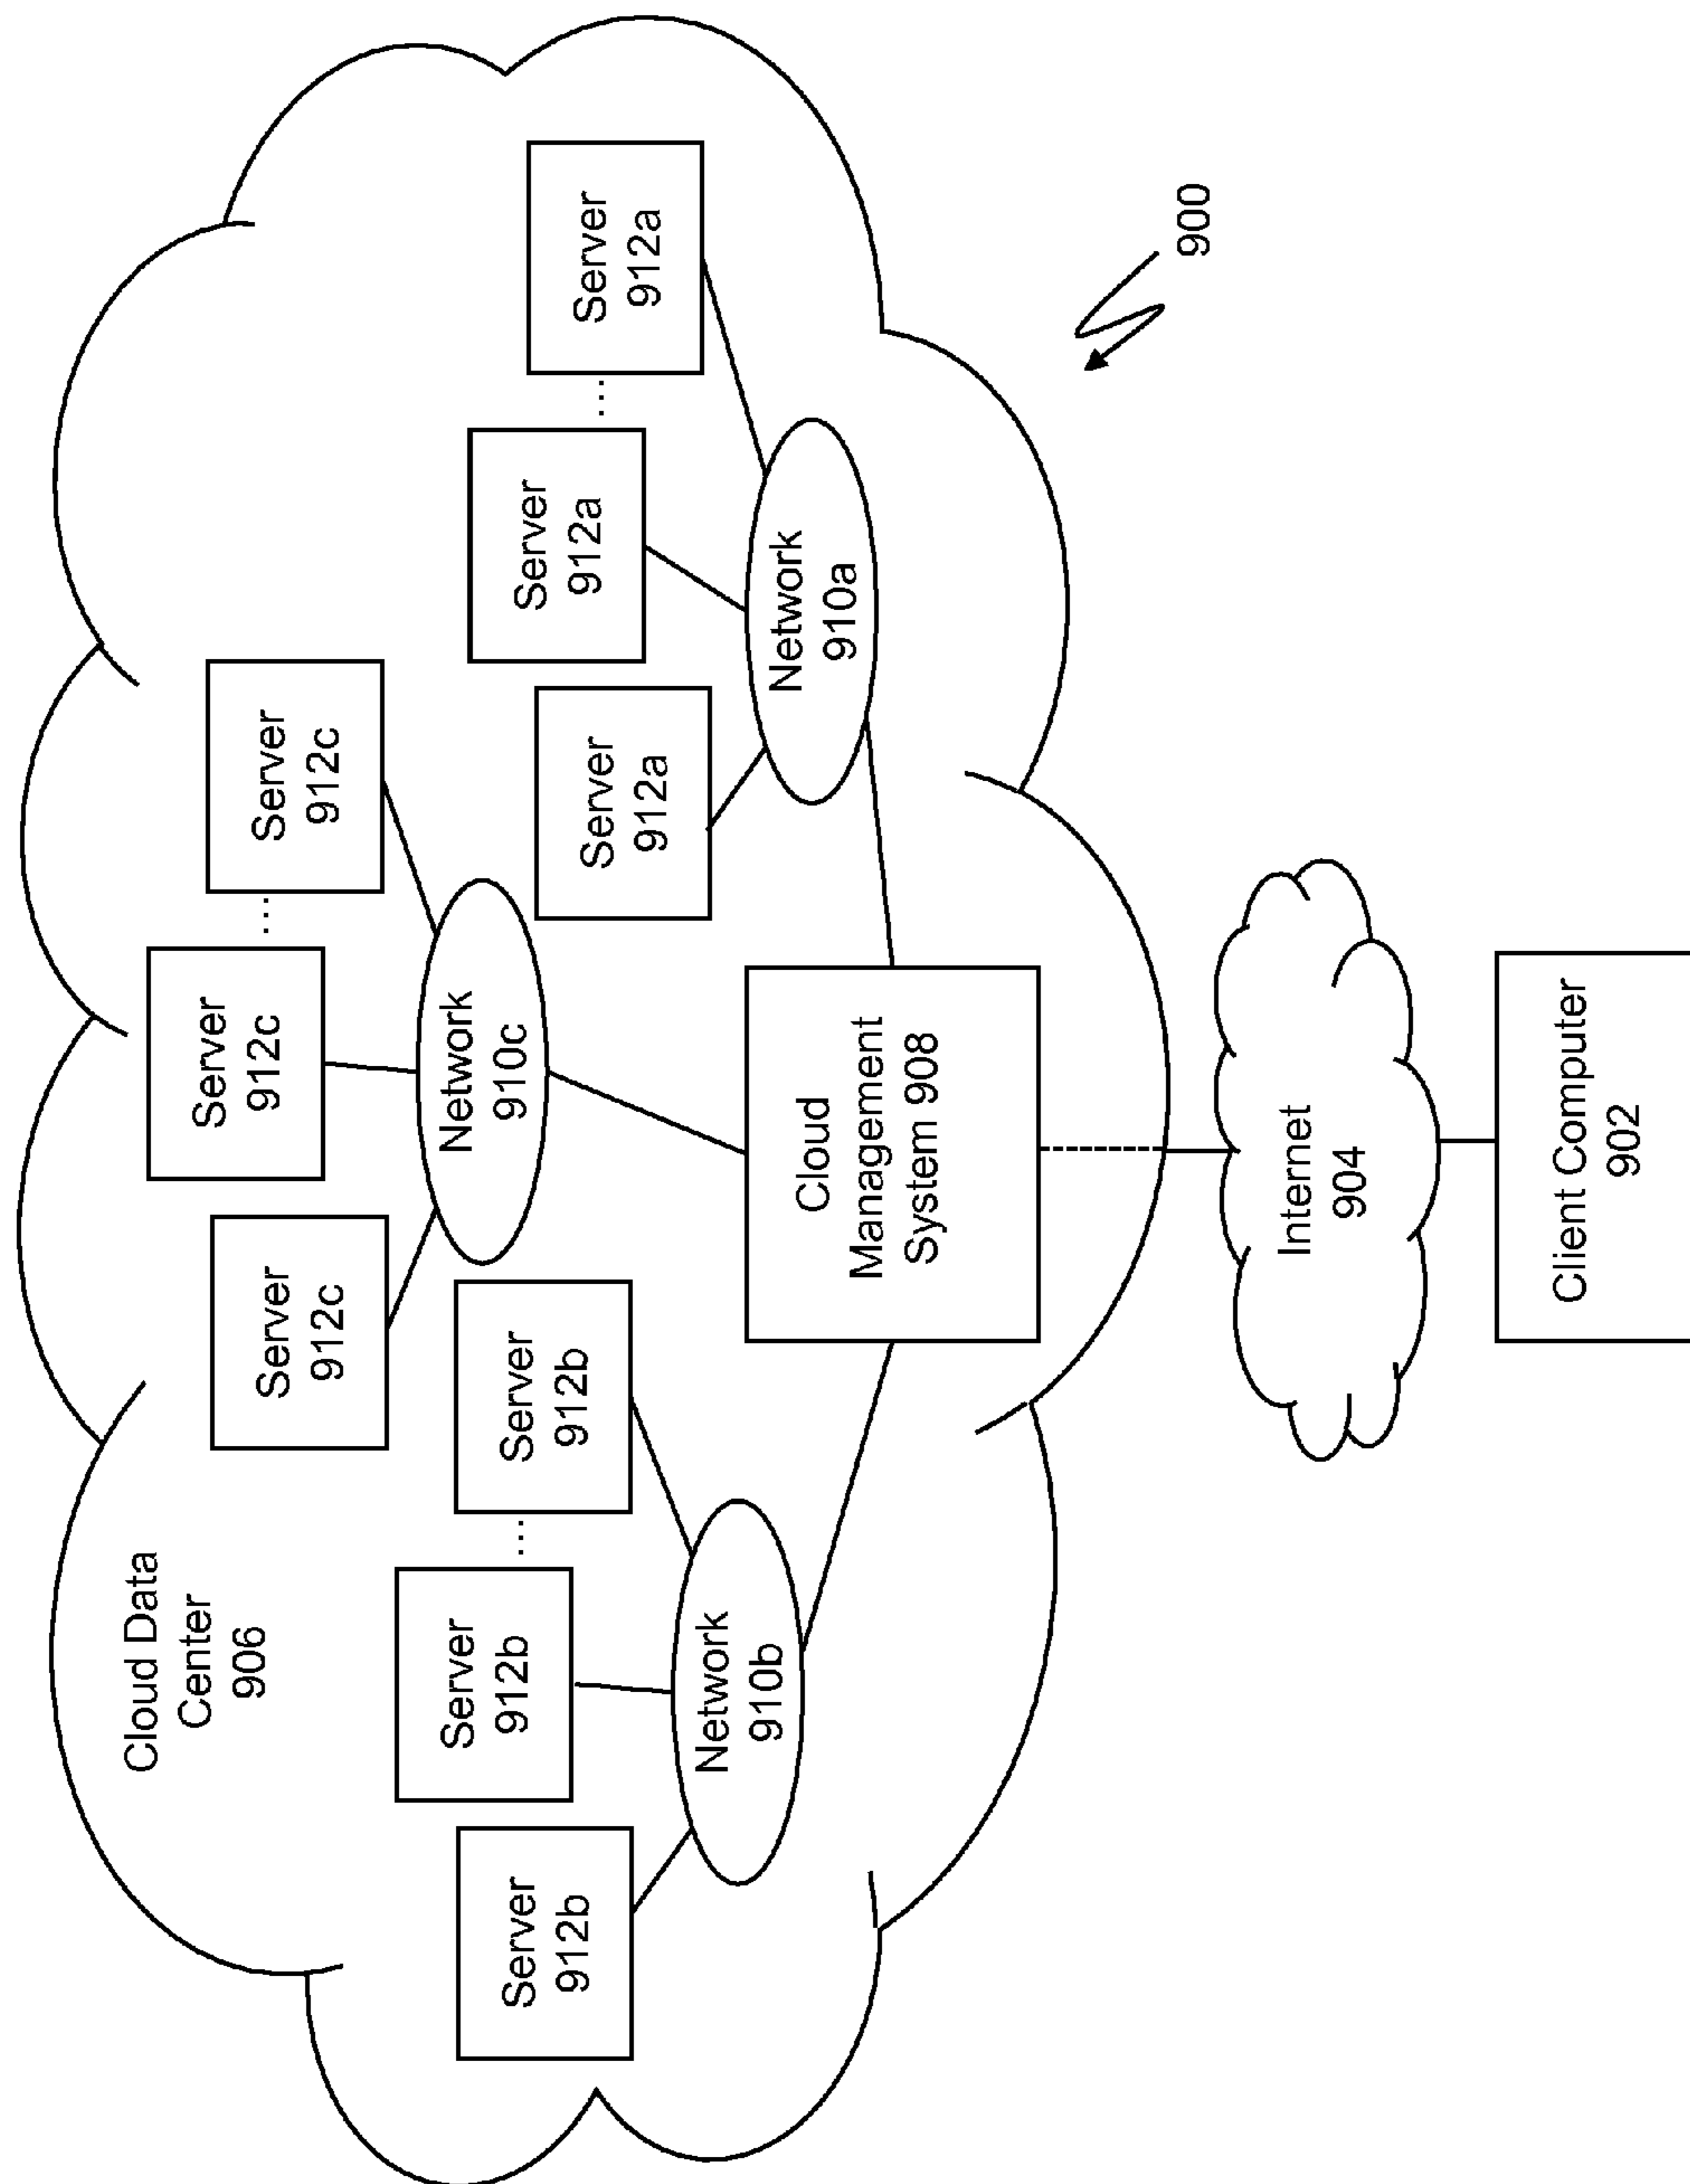 Cloud Data
Center
906
Server
912c
Server
912c
...
Server
912c
Server
912b
Server
912b
...
Server
912b
Network
910c
Server
912a
Server
912a
...
Server
912a
Network
910b
Network
910a
Cloud
Management
System 908
900
Internet
904
Client Computer
902